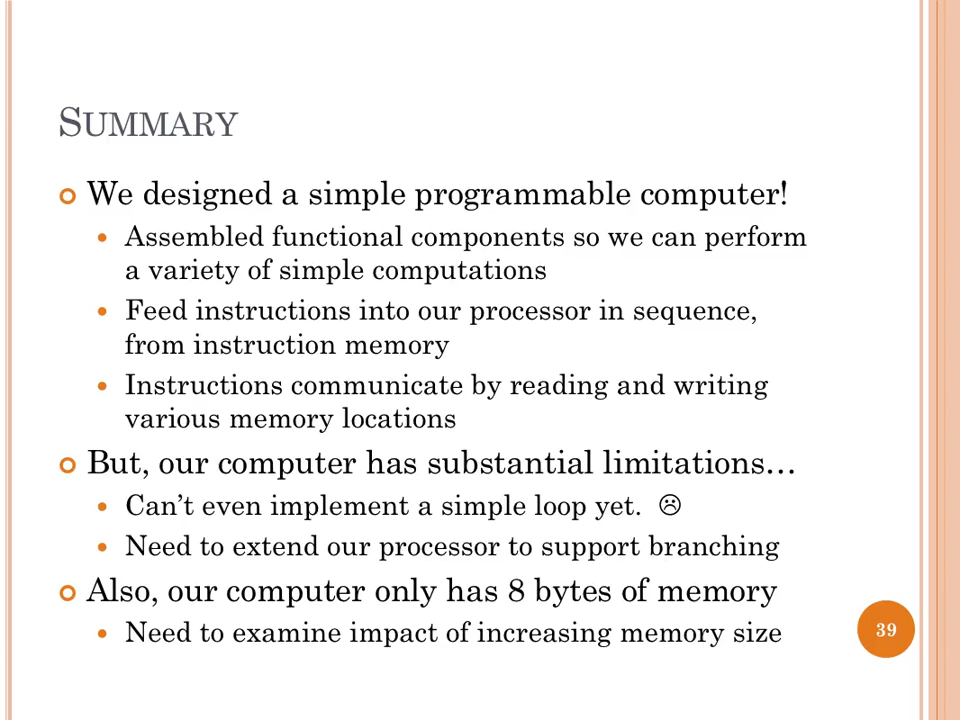 SUMMARY
We designed a simple programmable computer!
Assembled functional components so we can perform
a variety of simple computations
Feed instructions into our processor in sequence,
from instruction memory
Instructions communicate by reading and writing
various memory locations
But, our computer has substantial limitations…
Can’t even implement a simple loop yet. ☹
Need to extend our processor to support branching
Also, our computer only has 8 bytes of memory
Need to examine impact of increasing memory size
39